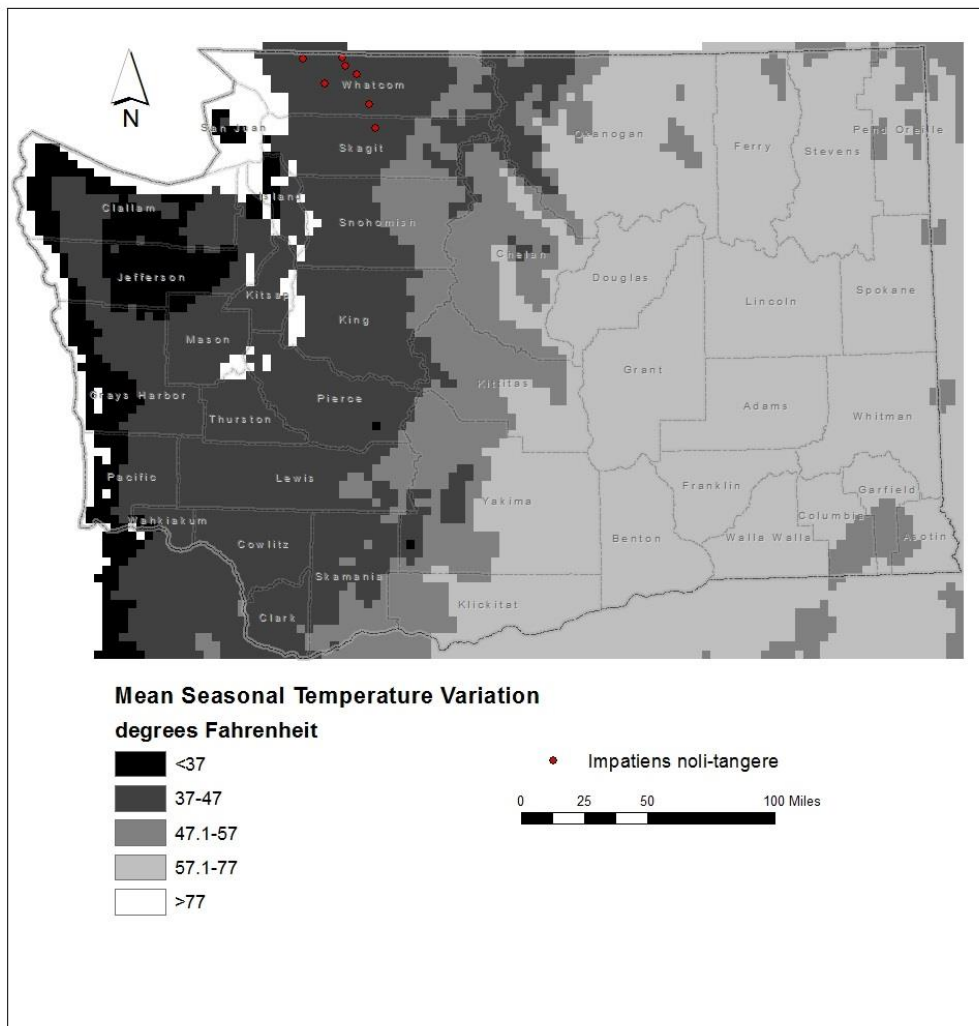 N
Whatcom
San Juan
Okanogan
Pend Oreille
Ferry
Stevens
Skagit
Island
Clallam
Snohomish
Chelan
Jefferson
Kitsap
Douglas
Lincoln
Spokane
King
Mason
Grant
Kittitas
Grays Harbor
Pierce
Adams
Whitman
Thurston
Pacific
Lewis
Yakima
Franklin
Garfield
Wahkiakum
Columbia
Cowlitz
Benton
Walla Walla
Asotin
Skamania
Klickitat
Clark
Mean Seasonal Temperature Variation
degrees Fahrenheit
<37
37-47
47.1-57
57.1-77
>77
Impatiens noli-tangere
0 25 50 100 Miles